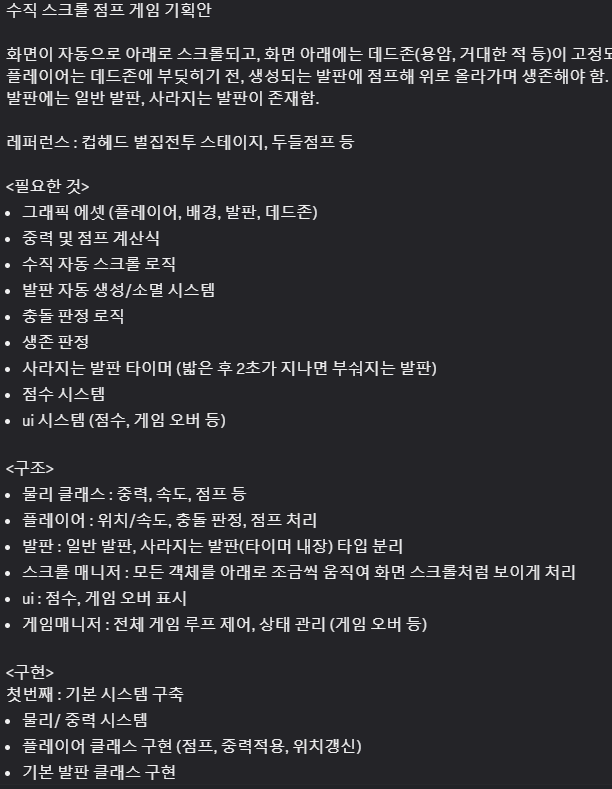 수직 스크롤 점프 게임 기획안
화면이 자동으로 아래로 스크롤되고, 화면 아래에는 데드존(용암, 거대한 적 등)이 고정되
플레이어는 데드존에 부딪히기 전, 생성되는 발판에 점프해 위로 올라가며 생존해야 함.
발판에는 일반 발판, 사라지는 발판이 존재함.
레퍼런스 : 컵헤드 벌집전투 스테이지, 두들점프 등
<필요한 것>
• 그래픽 에셋 (플레이어, 배경, 발판, 데드존)
• 중력 및 점프 계산식
• 수직 자동 스크롤 로직
• 발판 자동 생성/소멸 시스템
• 충돌 판정 로직
• 생존 판정
• 사라지는 발판 타이머 (밟은 후 2초가 지나면 부숴지는 발판)
• 점수 시스템
• ui 시스템 (점수, 게임 오버 등)
<구조>
• 물리 클래스 : 중력, 속도, 점프 등
• 플레이어 : 위치/속도, 충돌 판정, 점프 처리
• 발판 : 일반 발판, 사라지는 발판(타이머 내장) 타입 분리
• 스크롤 매니저 : 모든 객체를 아래로 조금씩 움직여 화면 스크롤처럼 보이게 처리
• ui : 점수, 게임 오버 표시
• 게임매니저 : 전체 게임 루프 제어, 상태 관리 (게임 오버 등)
<구현>
첫번째 : 기본 시스템 구축
• 물리/ 중력 시스템
• 플레이어 클래스 구현 (점프, 중력적용, 위치갱신)
• 기본 발판 클래스 구현